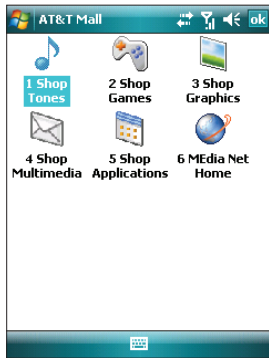 AT&T Mall
ok
1 Shop
Tones
2 Shop
Games
3 Shop
Graphics
4 Shop
Multimedia
5 Shop
Applications
6 MEdia Net
Home